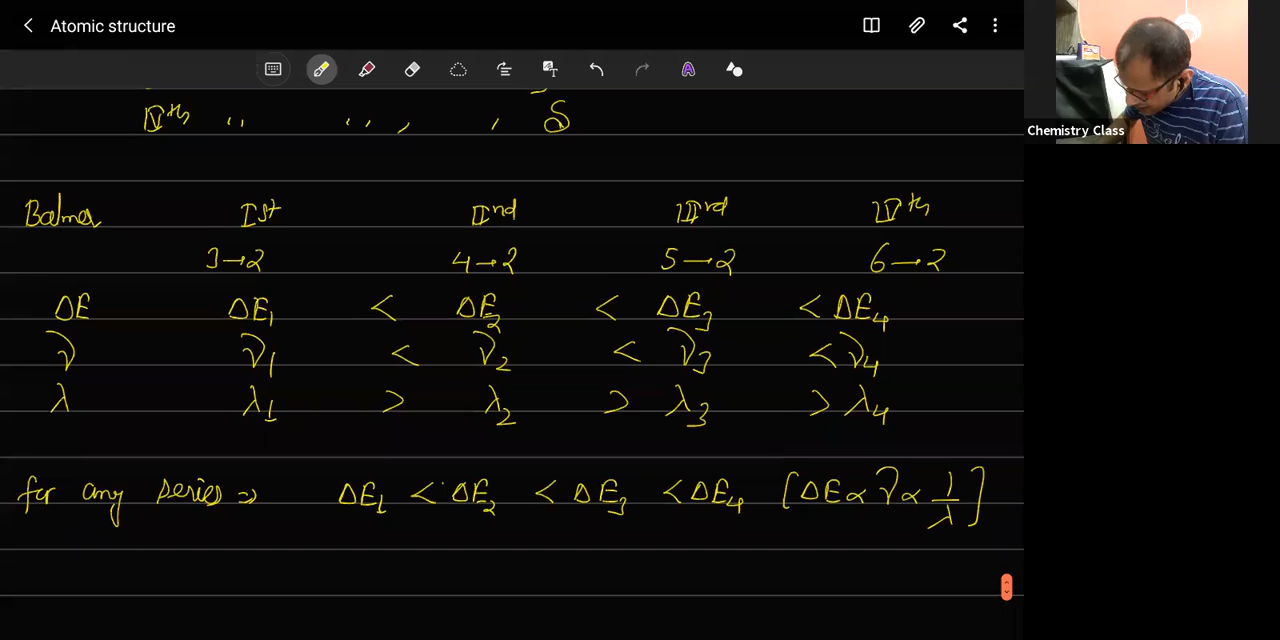 Atomic structure
Chemistry Class
IVth ,, ,, , , δ
Balmer Ist IInd IIIrd IVth
3→2 4→2 5→2 6→2
ΔE ΔE1 < ΔE2 < ΔE3 < ΔE4
ν ν1 < ν2 < ν3 < ν4
λ λ1 > λ2 > λ3 > λ4
for any series ⇒ ΔE1 < ΔE2 < ΔE3 < ΔE4 [ΔE ∝ ν ∝ 1/λ]